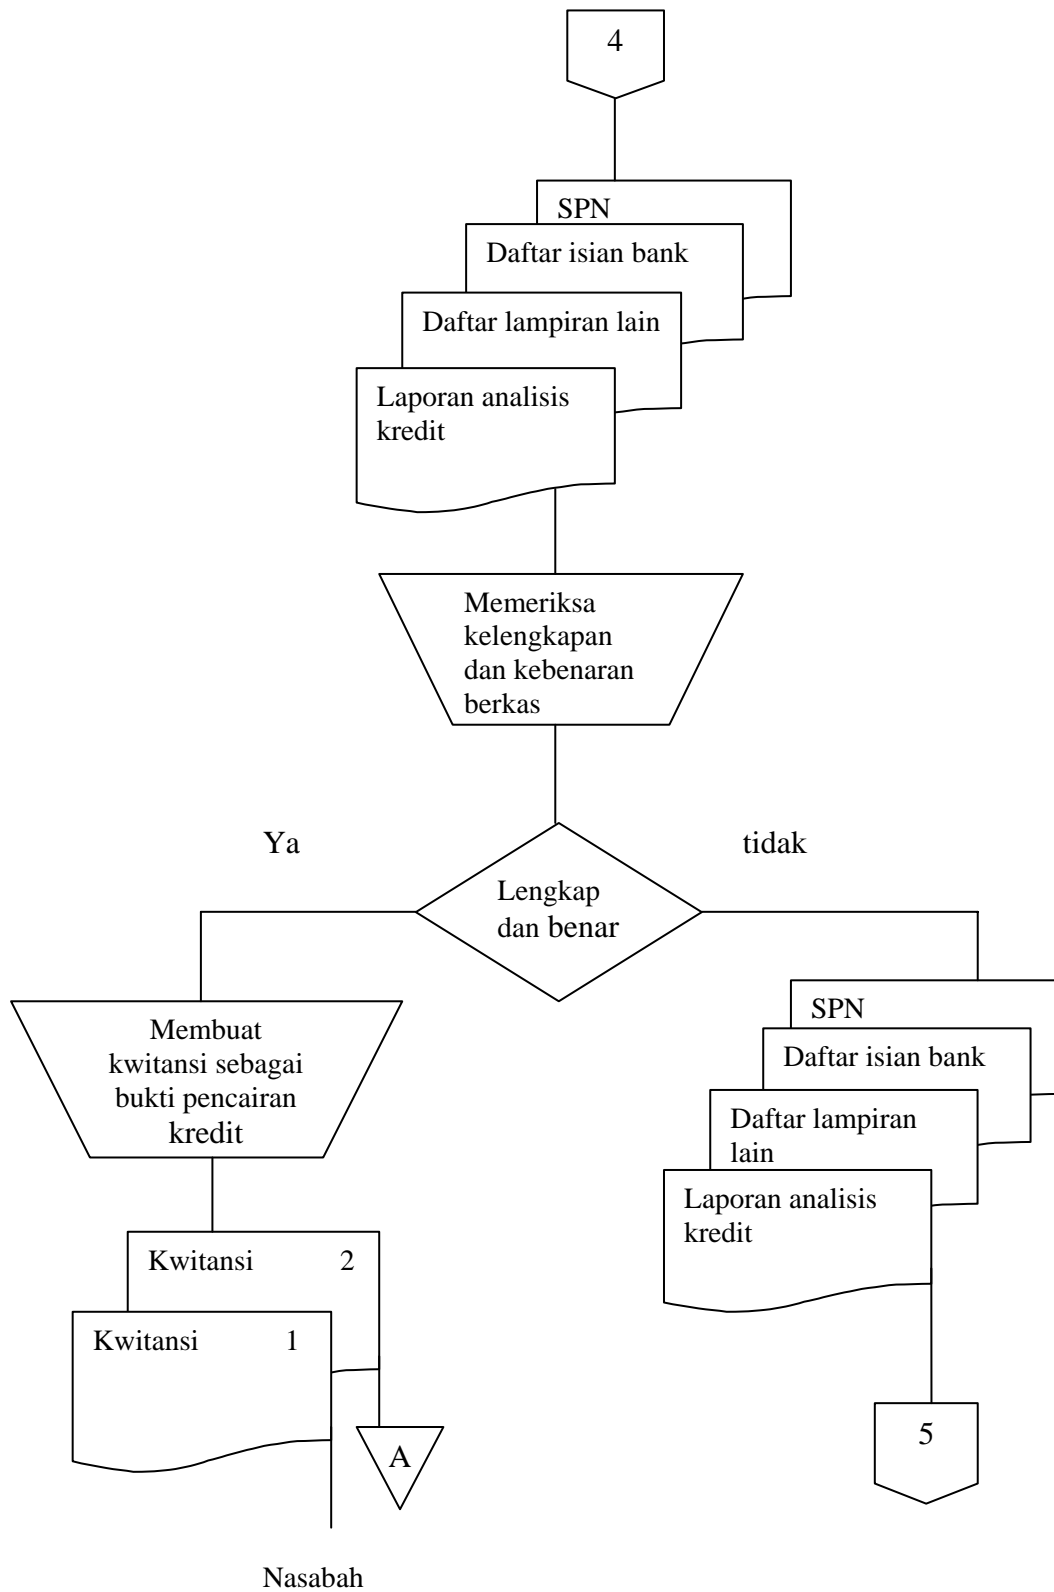 4
SPN
Daftar isian bank
Daftar lampiran lain
Laporan analisis
kredit
Memeriksa
kelengkapan
dan kebenaran
berkas
Ya
tidak
Lengkap
dan benar
Membuat
kwitansi sebagai
bukti pencairan
kredit
SPN
Daftar isian bank
Daftar lampiran
lain
Laporan analisis
kredit
Kwitansi 2
Kwitansi 1
A
5
Nasabah